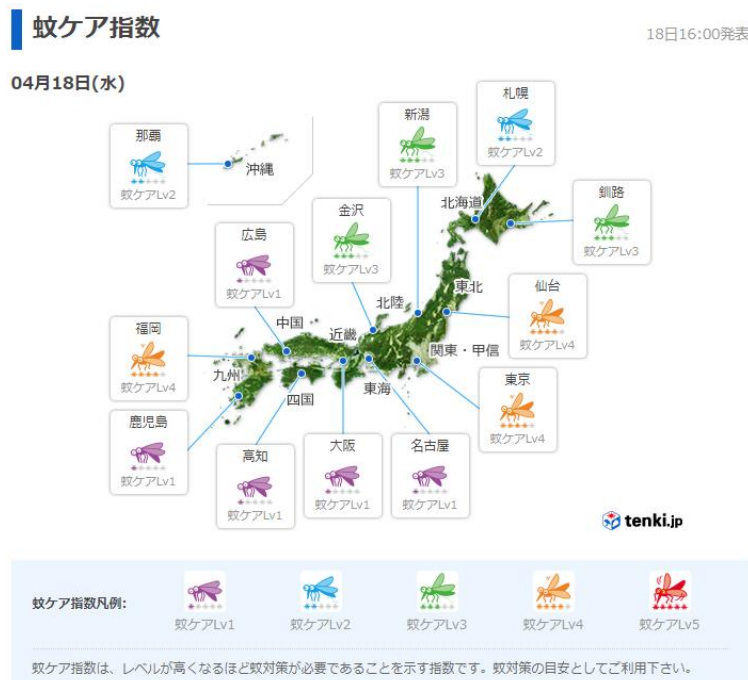 蚊ケア指数
18日16:00発表
04月18日(水)
那覇
蚊ケアLv2
沖縄
新潟
蚊ケアLv3
札幌
蚊ケアLv2
北海道
釧路
蚊ケアLv3
金沢
蚊ケアLv3
広島
蚊ケアLv1
北陸
東北
仙台
蚊ケアLv4
福岡
蚊ケアLv4
中国
近畿
関東・甲信
九州
四国
東海
東京
蚊ケアLv4
鹿児島
蚊ケアLv1
高知
蚊ケアLv1
大阪
蚊ケアLv1
名古屋
蚊ケアLv1
tenki.jp
蚊ケア指数凡例:
蚊ケアLv1
蚊ケアLv2
蚊ケアLv3
蚊ケアLv4
蚊ケアLv5
蚊ケア指数は、レベルが高くなるほど蚊対策が必要であることを示す指数です。蚊対策の目安としてご利用下さい。